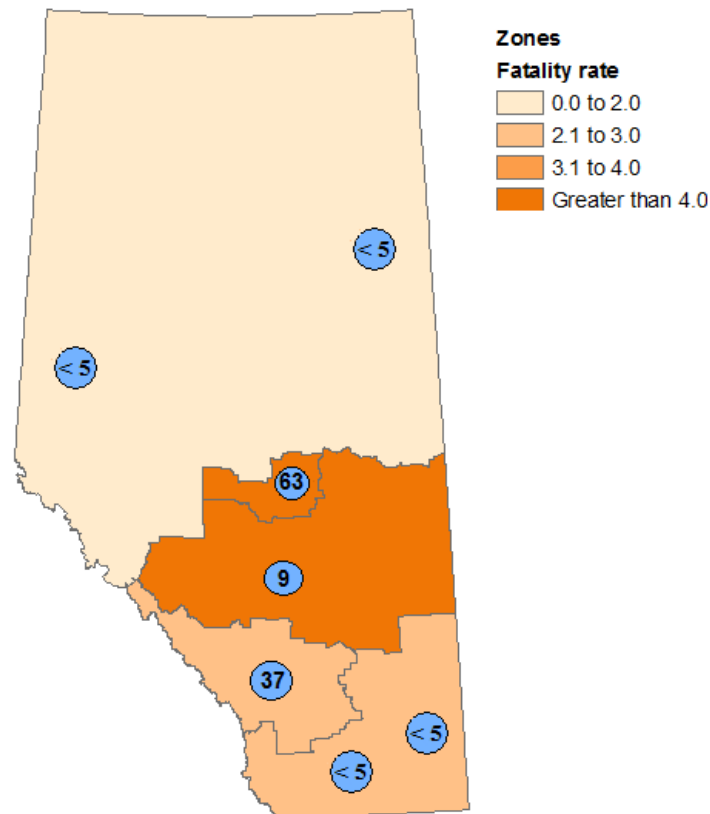 Zones
Fatality rate
0.0 to 2.0
2.1 to 3.0
3.1 to 4.0
Greater than 4.0
< 5
< 5
63
9
37
< 5
< 5